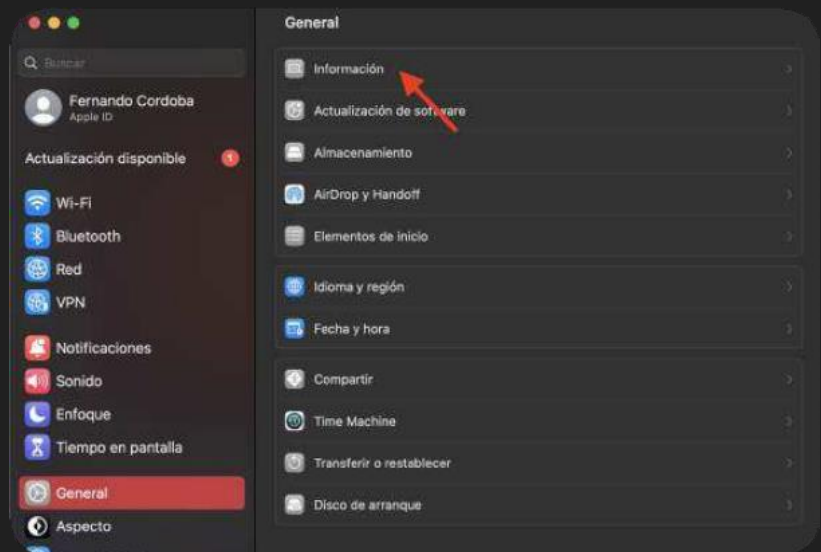 Buscar
Fernando Cordoba
Apple ID
Actualización disponible
1
Wi-Fi
Bluetooth
Red
VPN
Notificaciones
Sonido
Enfoque
Tiempo en pantalla
General
Aspecto
General
Información
Actualización de software
Almacenamiento
AirDrop y Handoff
Elementos de inicio
Idioma y región
Fecha y hora
Compartir
Time Machine
Transferir o restablecer
Disco de arranque